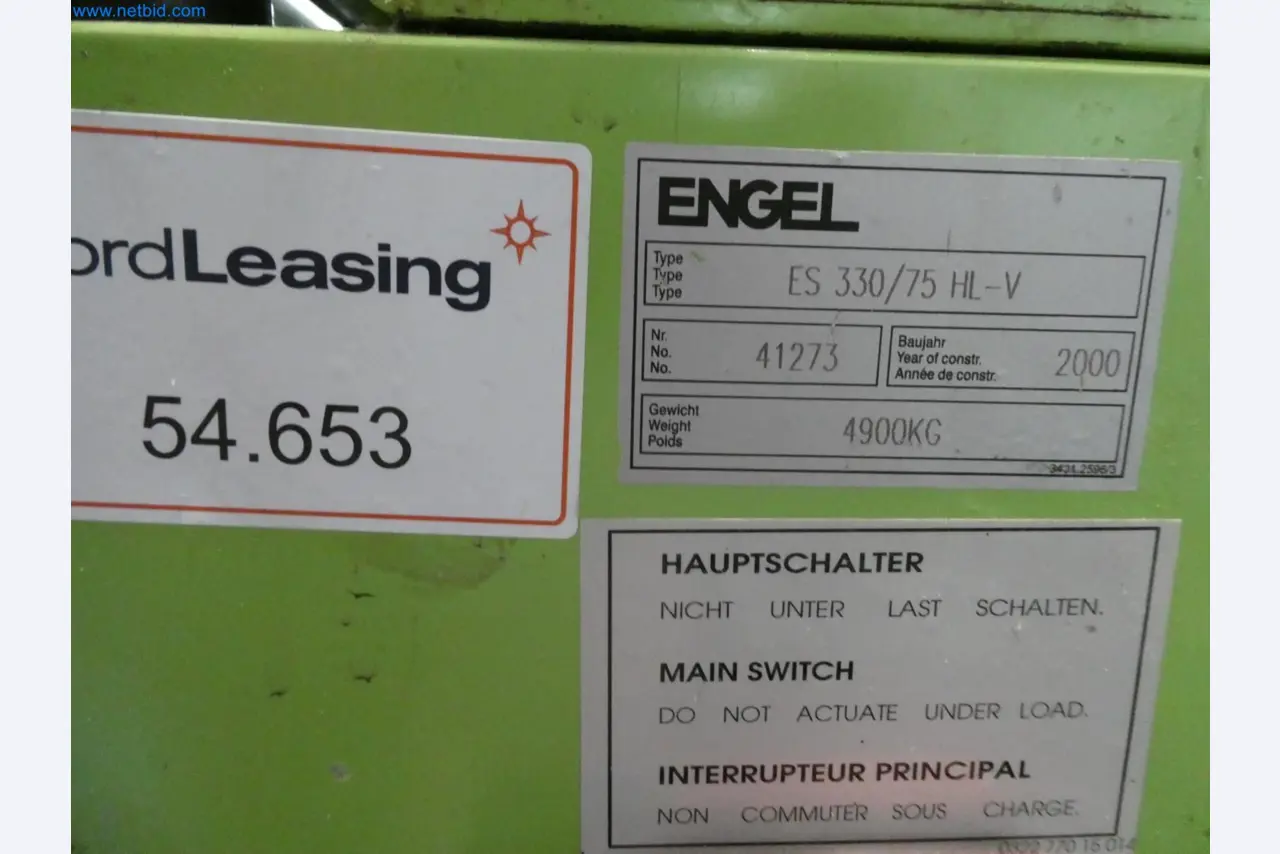 www.netbid.com
ordLeasing
54.653
ENGEL
Type
Type
Type
ES 330/75 HL-V
Nr.
No.
No.
41273
Baujahr
Year of constr.
Année de constr.
2000
Gewicht
Weight
Poids
4900KG
HAUPTSCHALTER
NICHT UNTER LAST SCHALTEN.
MAIN SWITCH
DO NOT ACTUATE UNDER LOAD.
INTERRUPTEUR PRINCIPAL
NON COMMUTER SOUS CHARGE.